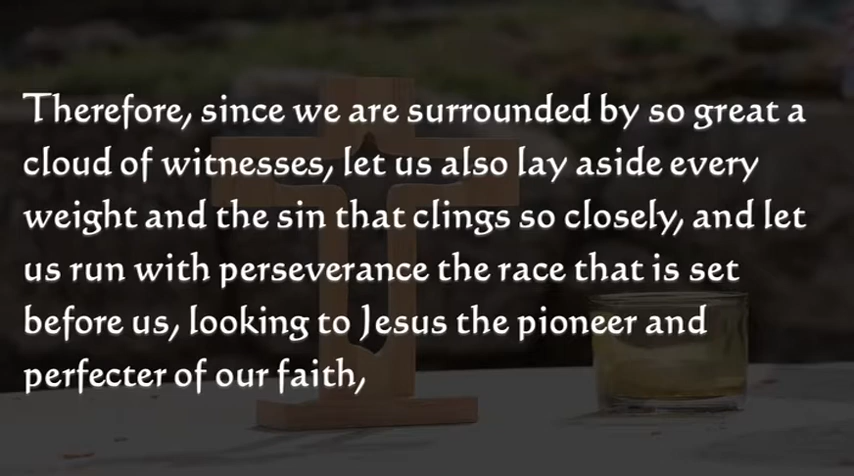 Therefore, since we are surrounded by so great a
cloud of witnesses, let us also lay aside every
weight and the sin that clings so closely, and let
us run with perseverance the race that is set
before us, looking to Jesus the pioneer and
perfecter of our faith,